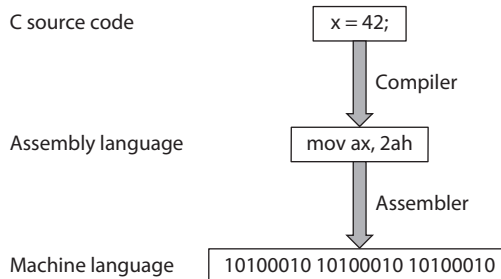 C source code
x = 42;
Compiler
Assembly language
mov ax, 2ah
Assembler
Machine language
10100010 10100010 10100010